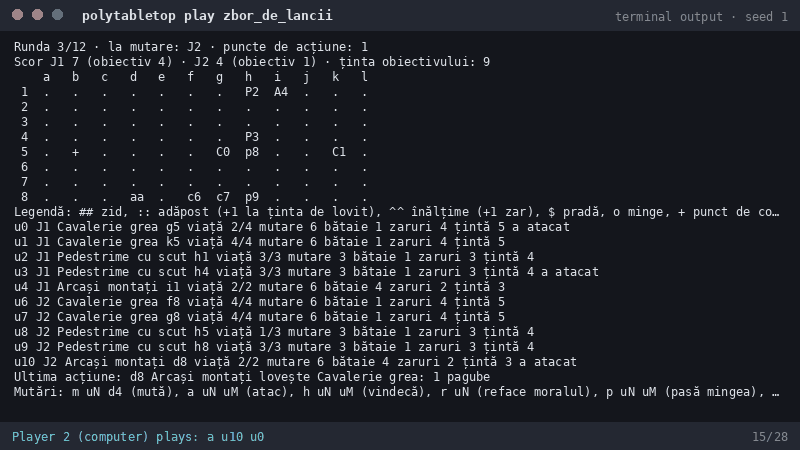 polytabletop play zbor_de_lancii
terminal output · seed 1
Runda 3/12 · la mutare: J2 · puncte de acțiune: 1
Scor J1 7 (obiectiv 4) · J2 4 (obiectiv 1) · ținta obiectivului: 9
a b c d e f g h i j k l
1 . . . . . . . P2 A4 . . .
2 . . . . . . . . . . . .
3 . . . . . . . . . . . .
4 . . . . . . . P3 . . . .
5 . + . . . . C0 p8 . . C1 .
6 . . . . . . . . . . . .
7 . . . . . . . . . . . .
8 . . . aa . c6 c7 p9 . . . .
Legendă: ## zid, :: adăpost (+1 la ținta de lovit), ^^ înălțime (+1 zar), $ pradă, o minge, + punct de co…
u0 J1 Cavalerie grea g5 viață 2/4 mutare 6 bătaie 1 zaruri 4 țintă 5 a atacat
u1 J1 Cavalerie grea k5 viață 4/4 mutare 6 bătaie 1 zaruri 4 țintă 5
u2 J1 Pedestrime cu scut h1 viață 3/3 mutare 3 bătaie 1 zaruri 3 țintă 4
u3 J1 Pedestrime cu scut h4 viață 3/3 mutare 3 bătaie 1 zaruri 3 țintă 4 a atacat
u4 J1 Arcași montați i1 viață 2/2 mutare 6 bătaie 4 zaruri 2 țintă 3
u6 J2 Cavalerie grea f8 viață 4/4 mutare 6 bătaie 1 zaruri 4 țintă 5
u7 J2 Cavalerie grea g8 viață 4/4 mutare 6 bătaie 1 zaruri 4 țintă 5
u8 J2 Pedestrime cu scut h5 viață 1/3 mutare 3 bătaie 1 zaruri 3 țintă 4
u9 J2 Pedestrime cu scut h8 viață 3/3 mutare 3 bătaie 1 zaruri 3 țintă 4
u10 J2 Arcași montați d8 viață 2/2 mutare 6 bătaie 4 zaruri 2 țintă 3 a atacat
Ultima acțiune: d8 Arcași montați lovește Cavalerie grea: 1 pagube
Mutări: m uN d4 (mută), a uN uM (atac), h uN uM (vindecă), r uN (reface moralul), p uN uM (pasă mingea), …
Player 2 (computer) plays: a u10 u0
15/28